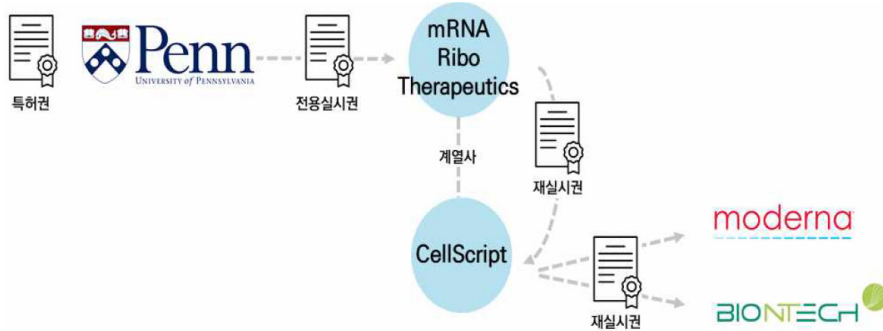 Penn
UNIVERSITY of PENNSYLVANIA
특허권
전용실시권
mRNA
Ribo
Therapeutics
계열사
재실시권
CellScript
재실시권
moderna
BIONTECH